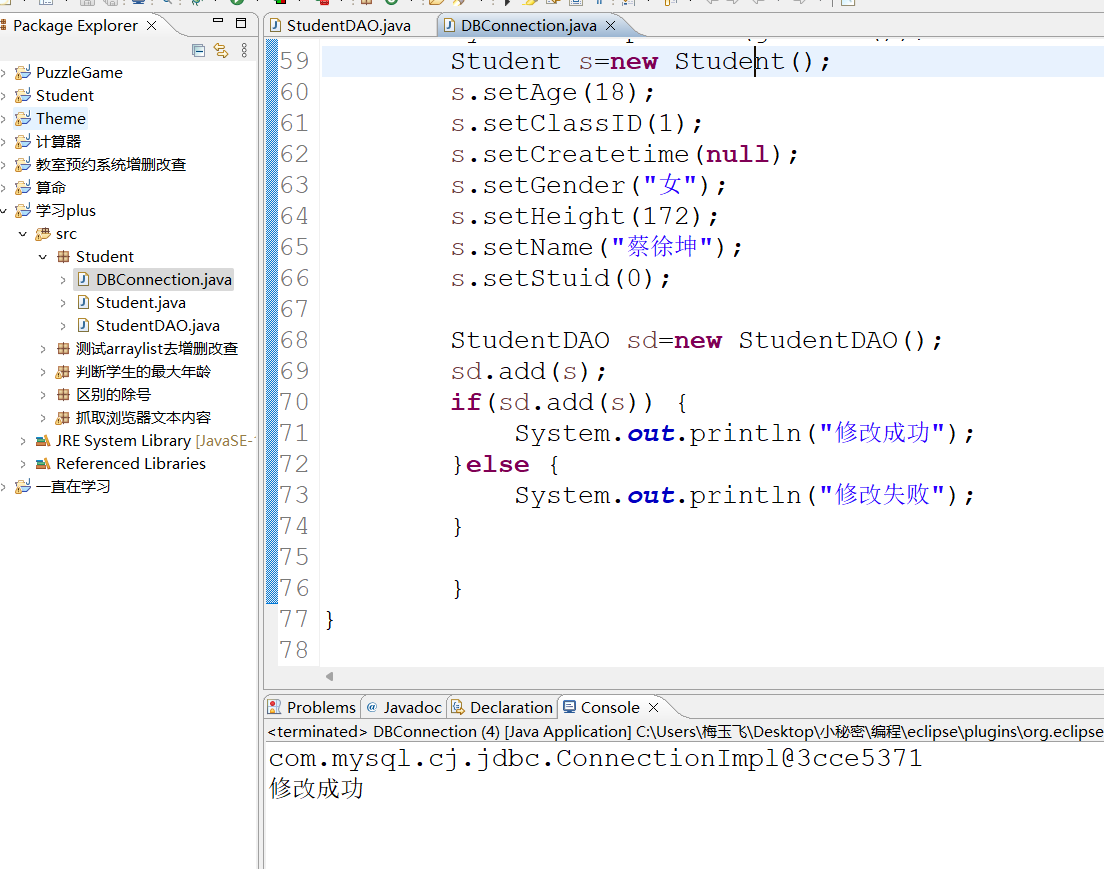 Package Explorer
PuzzleGame
Student
Theme
计算器
教室预约系统增删改查
算命
学习plus
src
Student
DBConnection.java
Student.java
StudentDAO.java
测试arraylist去增删改查
判断学生的最大年龄
区别的除号
抓取浏览器文本内容
JRE System Library [JavaSE-
Referenced Libraries
一直在学习
StudentDAO.java DBConnection.java
59 Student s=new Student();
60 s.setAge(18);
61 s.setClassID(1);
62 s.setCreatetime(null);
63 s.setGender("女");
64 s.setHeight(172);
65 s.setName("蔡徐坤");
66 s.setStuid(0);
67
68 StudentDAO sd=new StudentDAO();
69 sd.add(s);
70 if(sd.add(s)) {
71 System.out.println("修改成功");
72 }else {
73 System.out.println("修改失败");
74 }
75
76 }
77 }
78
Problems Javadoc Declaration Console
<terminated> DBConnection (4) [Java Application] C:\Users\梅玉飞\Desktop\小秘密\编程\eclipse\plugins\org.eclipse
com.mysql.cj.jdbc.ConnectionImpl@3cce5371
修改成功